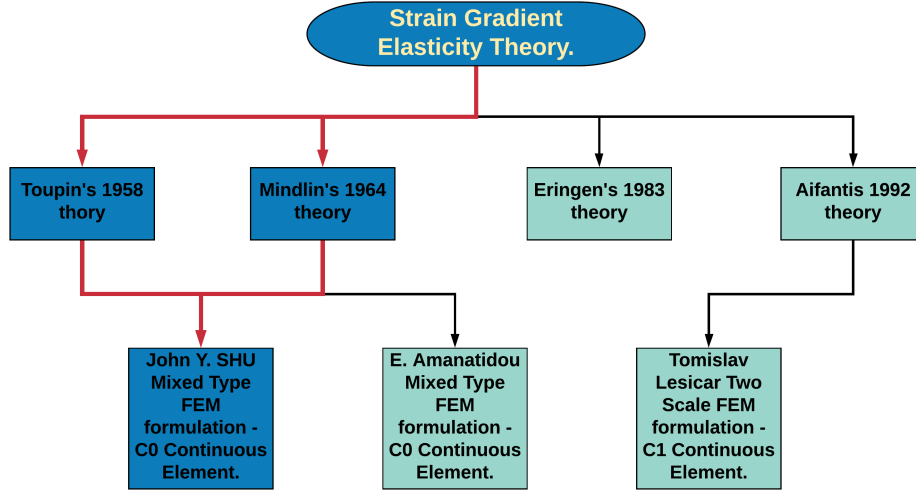 Strain Gradient
Elasticity Theory.
Toupin's 1958
thory
Mindlin's 1964
theory
Eringen's 1983
theory
Aifantis 1992
theory
John Y. SHU
Mixed Type
FEM
formulation -
C0 Continuous
Element.
E. Amanatidou
Mixed Type
FEM
formulation -
C0 Continuous
Element.
Tomislav
Lesicar Two
Scale FEM
formulation -
C1 Continuous
Element.